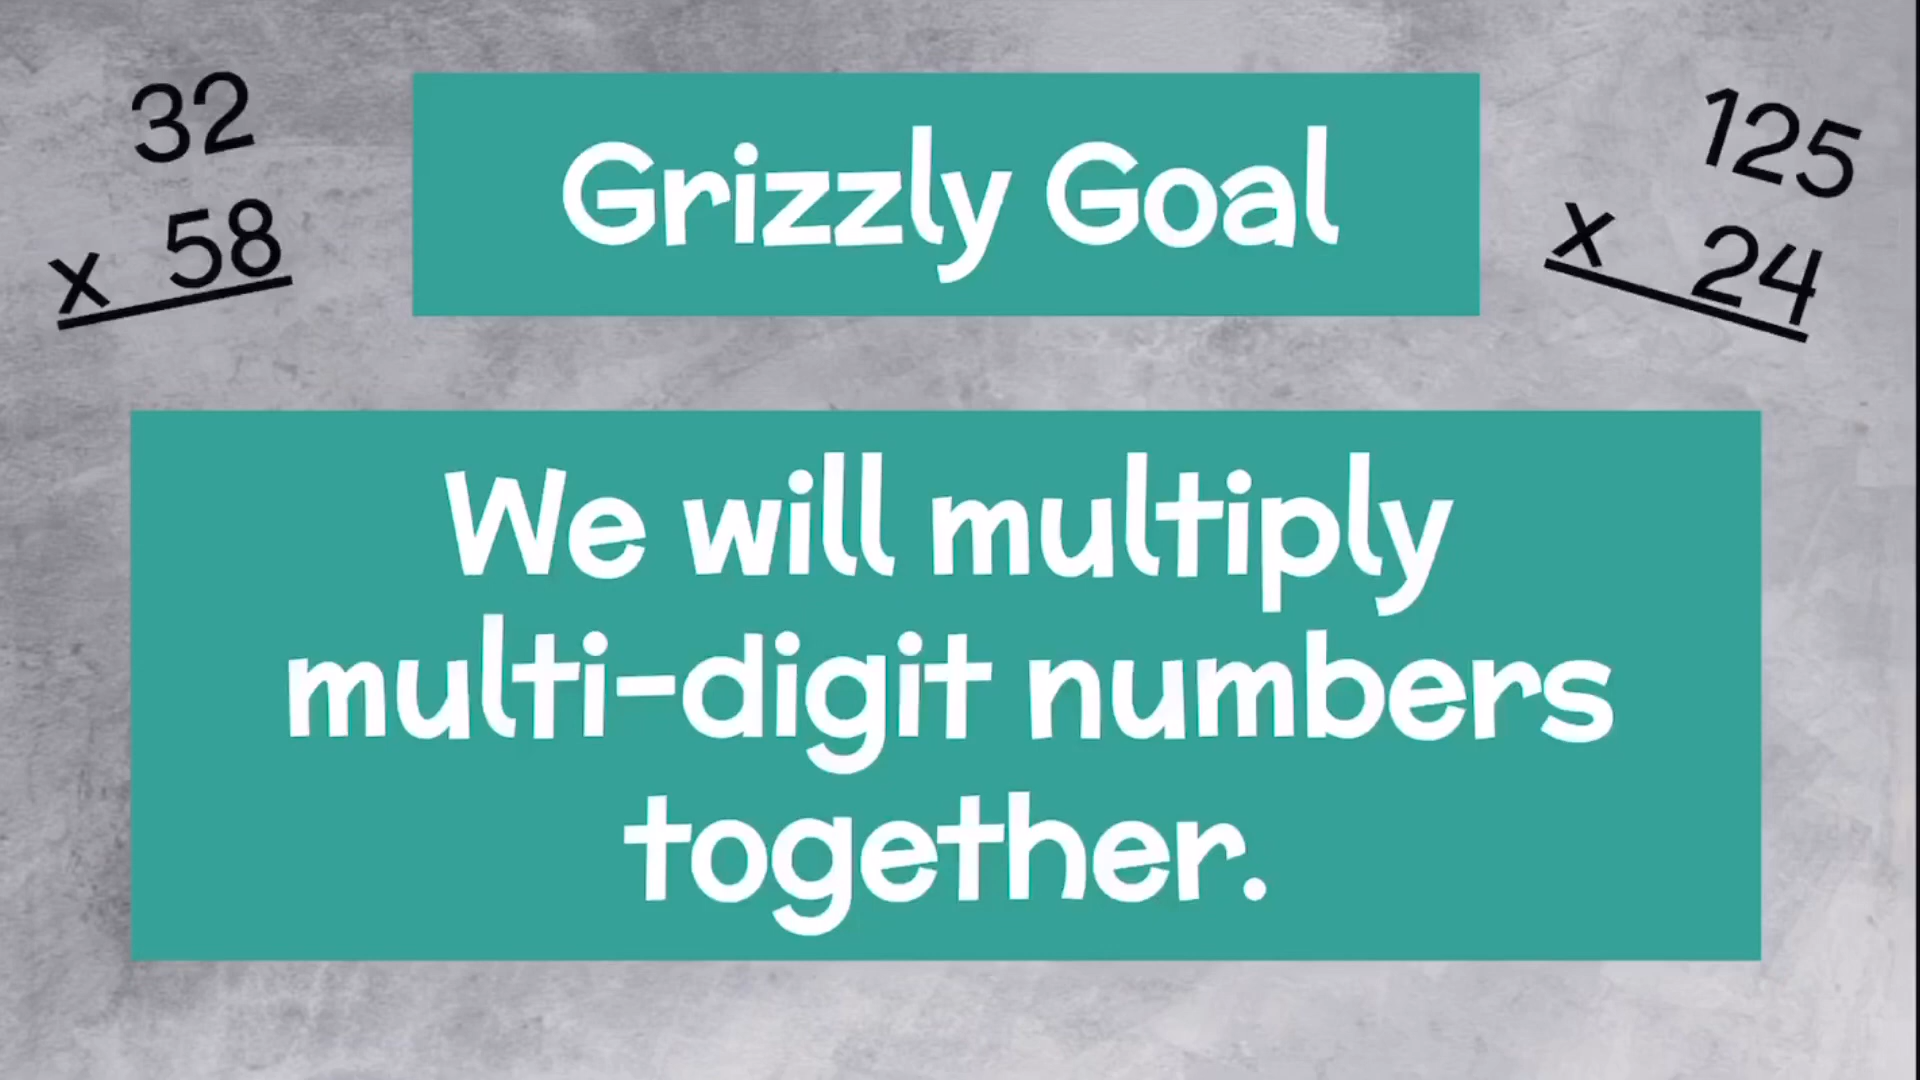 32
x 58
Grizzly Goal
125
x 24
We will multiply
multi-digit numbers
together.